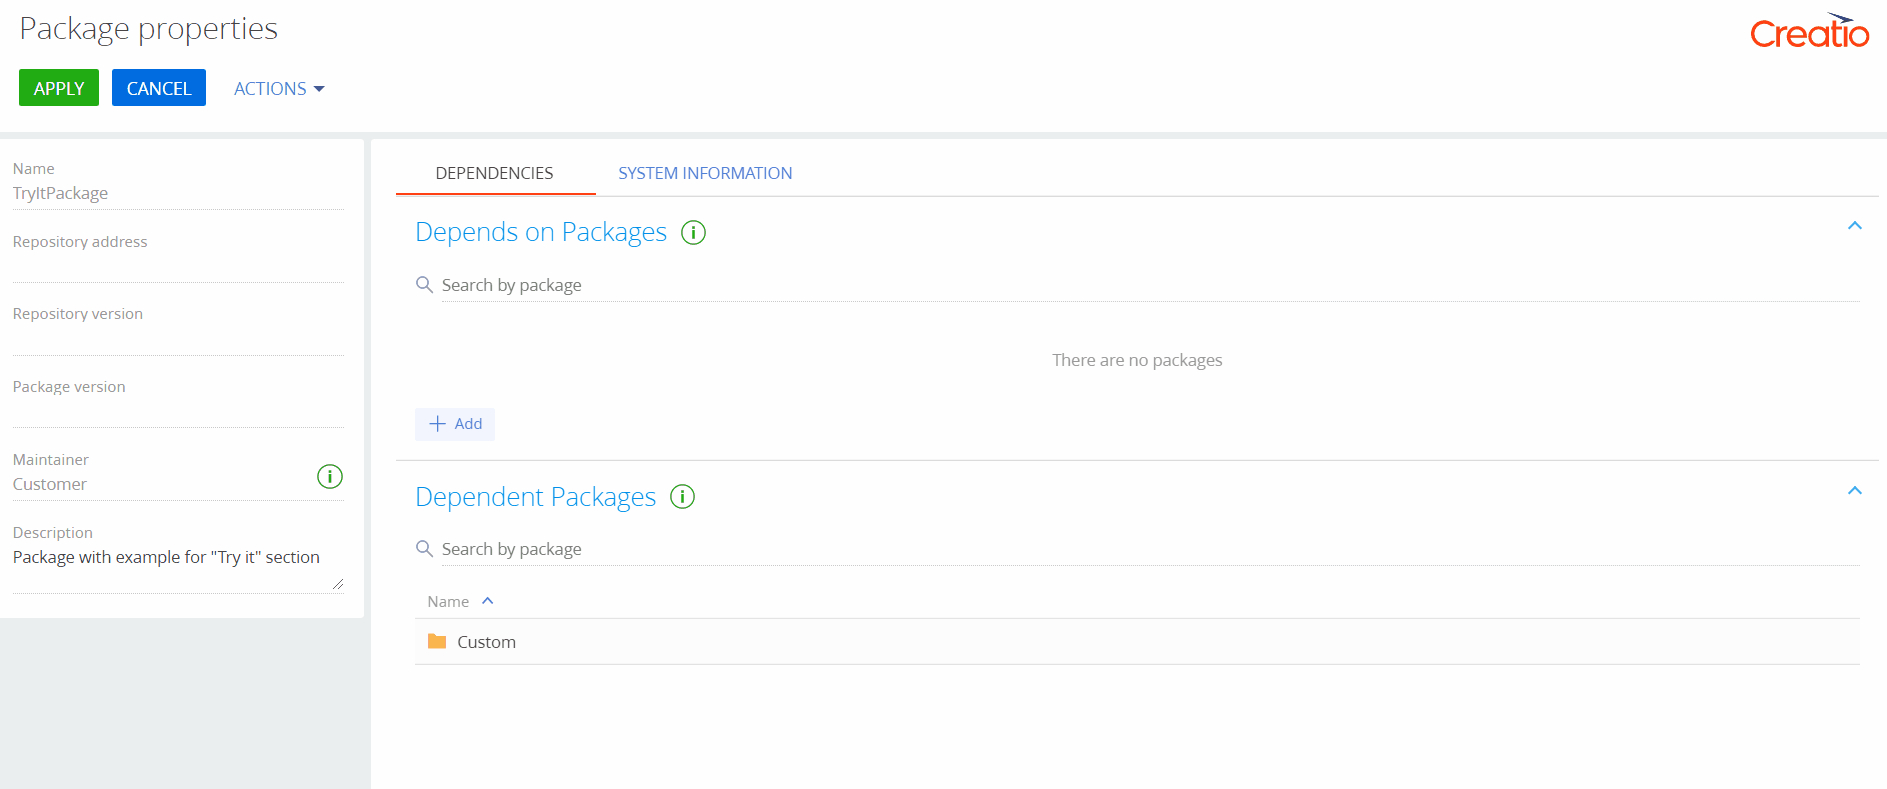 Package properties
Creatio
APPLY CANCEL ACTIONS
Name
TryItPackage
Repository address
Repository version
Package version
Maintainer
Customer
Description
Package with example for "Try it" section
DEPENDENCIES SYSTEM INFORMATION
Depends on Packages
Search by package
There are no packages
Add
Dependent Packages
Search by package
Name
Custom